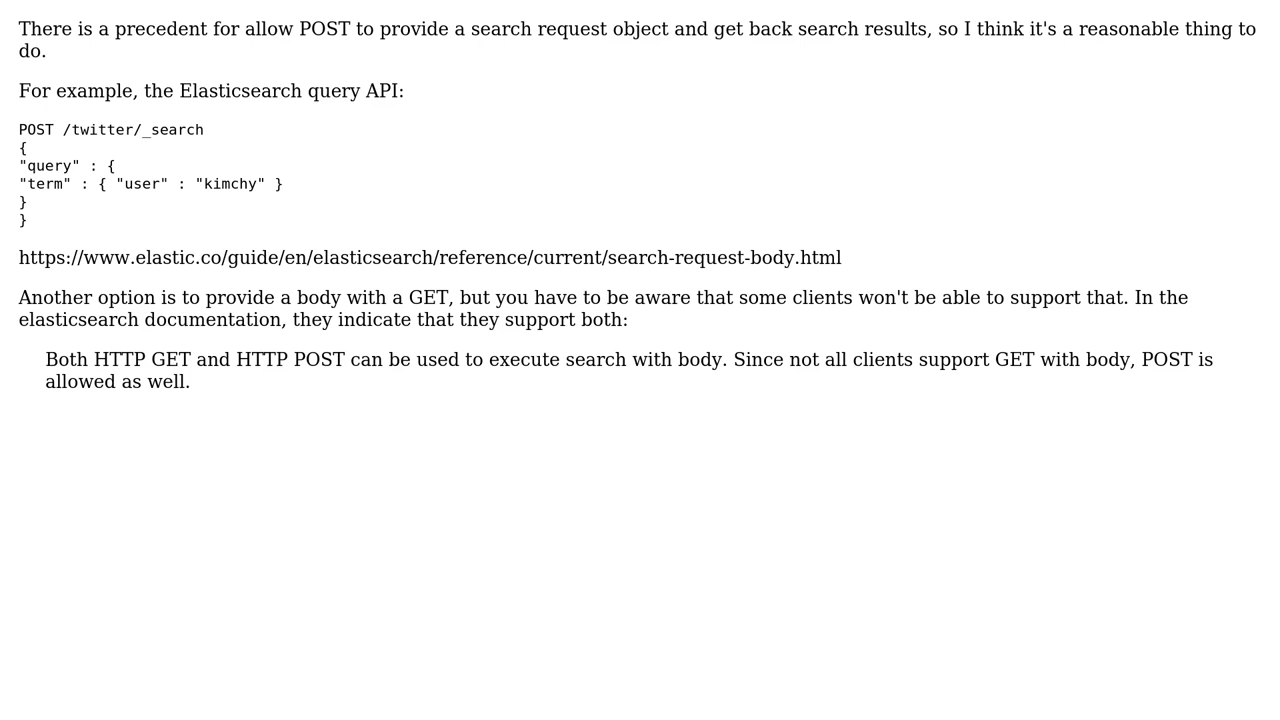 There is a precedent for allow POST to provide a search request object and get back search results, so I think it's a reasonable thing to
do.
For example, the Elasticsearch query API:
POST /twitter/_search
{
"query" : {
"term" : { "user" : "kimchy" }
}
}
https://www.elastic.co/guide/en/elasticsearch/reference/current/search-request-body.html
Another option is to provide a body with a GET, but you have to be aware that some clients won't be able to support that. In the
elasticsearch documentation, they indicate that they support both:
Both HTTP GET and HTTP POST can be used to execute search with body. Since not all clients support GET with body, POST is
allowed as well.